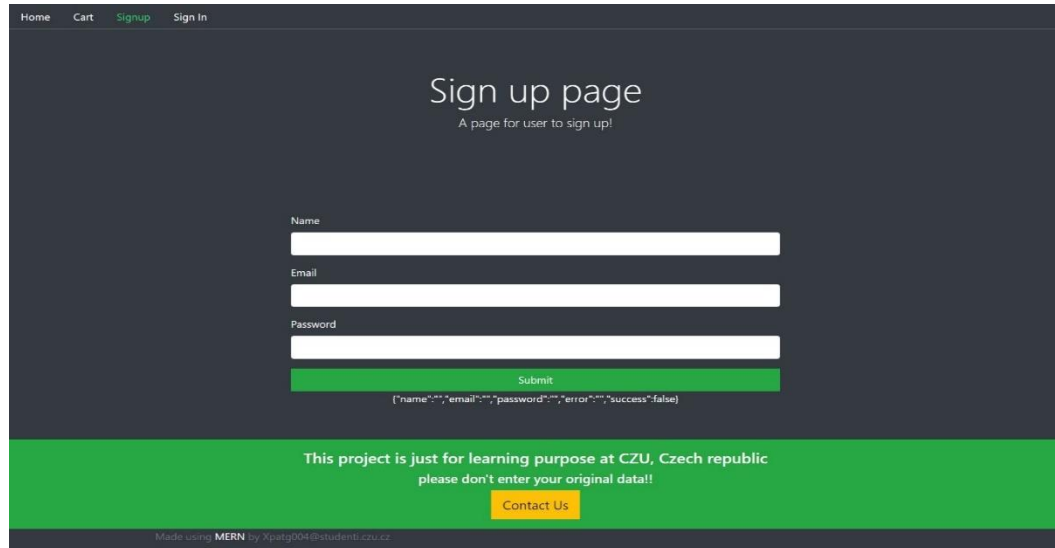 Home Cart Signup Sign In
Sign up page
A page for user to sign up!
Name
Email
Password
Submit
{"name":"","email":"","password":"","error":"","success":false}
This project is just for learning purpose at CZU, Czech republic
please don't enter your original data!!
Contact Us
Made using MERN by Xpatg004@studenti.czu.cz